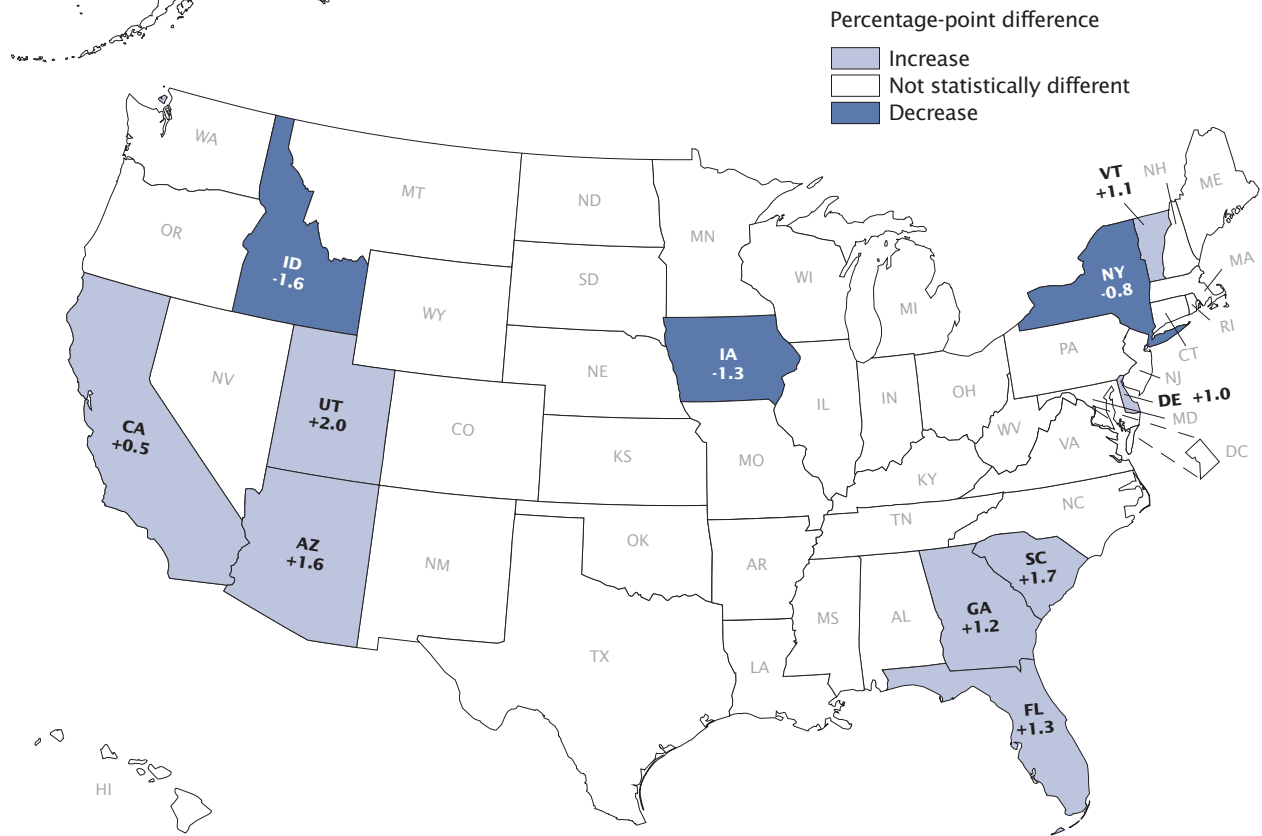 Percentage-point difference
Increase
Not statistically different
Decrease
WA
MT
ND
MN
VT
+1.1
NH
ME
OR
ID
-1.6
SD
WI
MI
NY
-0.8
MA
WY
RI
IA
-1.3
PA
CT
NV
NE
NJ
UT
+2.0
IL
IN
OH
DE +1.0
MD
CA
+0.5
CO
WV
VA
DC
KS
MO
KY
NC
TN
AZ
+1.6
NM
OK
AR
SC
+1.7
MS
AL
GA
+1.2
TX
LA
FL
+1.3
HI